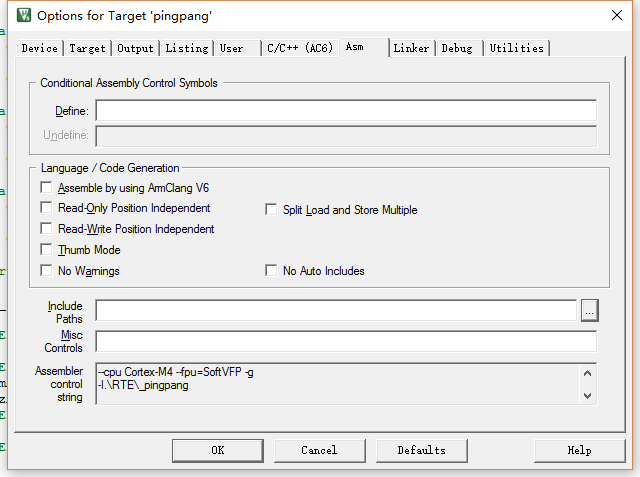 Options for Target 'pingpang'
Device Target Output Listing User C/C++ (AC6) Asm Linker Debug Utilities
Conditional Assembly Control Symbols
Define:
Undefine:
Language / Code Generation
Assemble by using ArmClang V6
Read-Only Position Independent
Split Load and Store Multiple
Read-Write Position Independent
Thumb Mode
No Warnings
No Auto Includes
Include Paths
...
Misc Controls
Assembler control string
--cpu Cortex-M4 --fpu=SoftVFP -g
-I.\RTE\_pingpang
OK Cancel Defaults Help